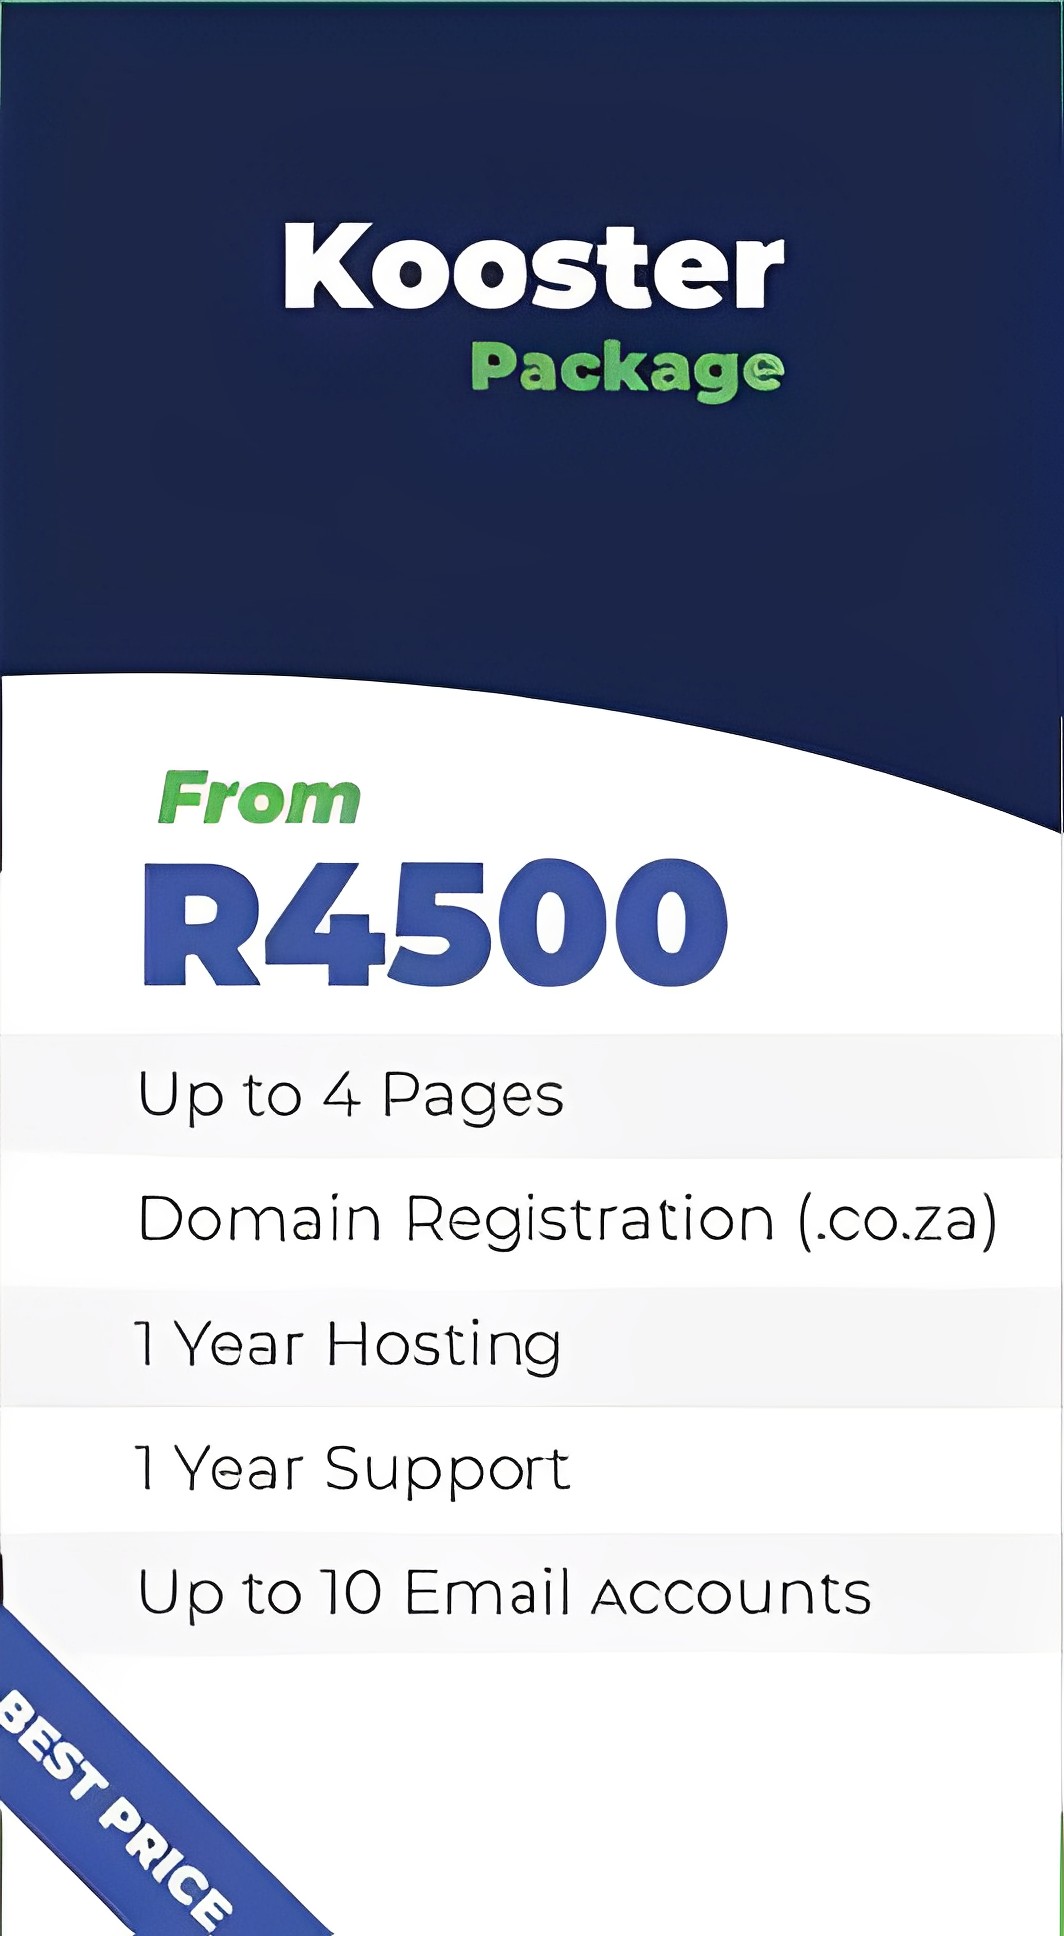 Kooster
Package
From
R4500
Up to 4 Pages
Domain Registration (.co.za)
1 Year Hosting
1 Year Support
Up to 10 Email Accounts
BEST PRICE